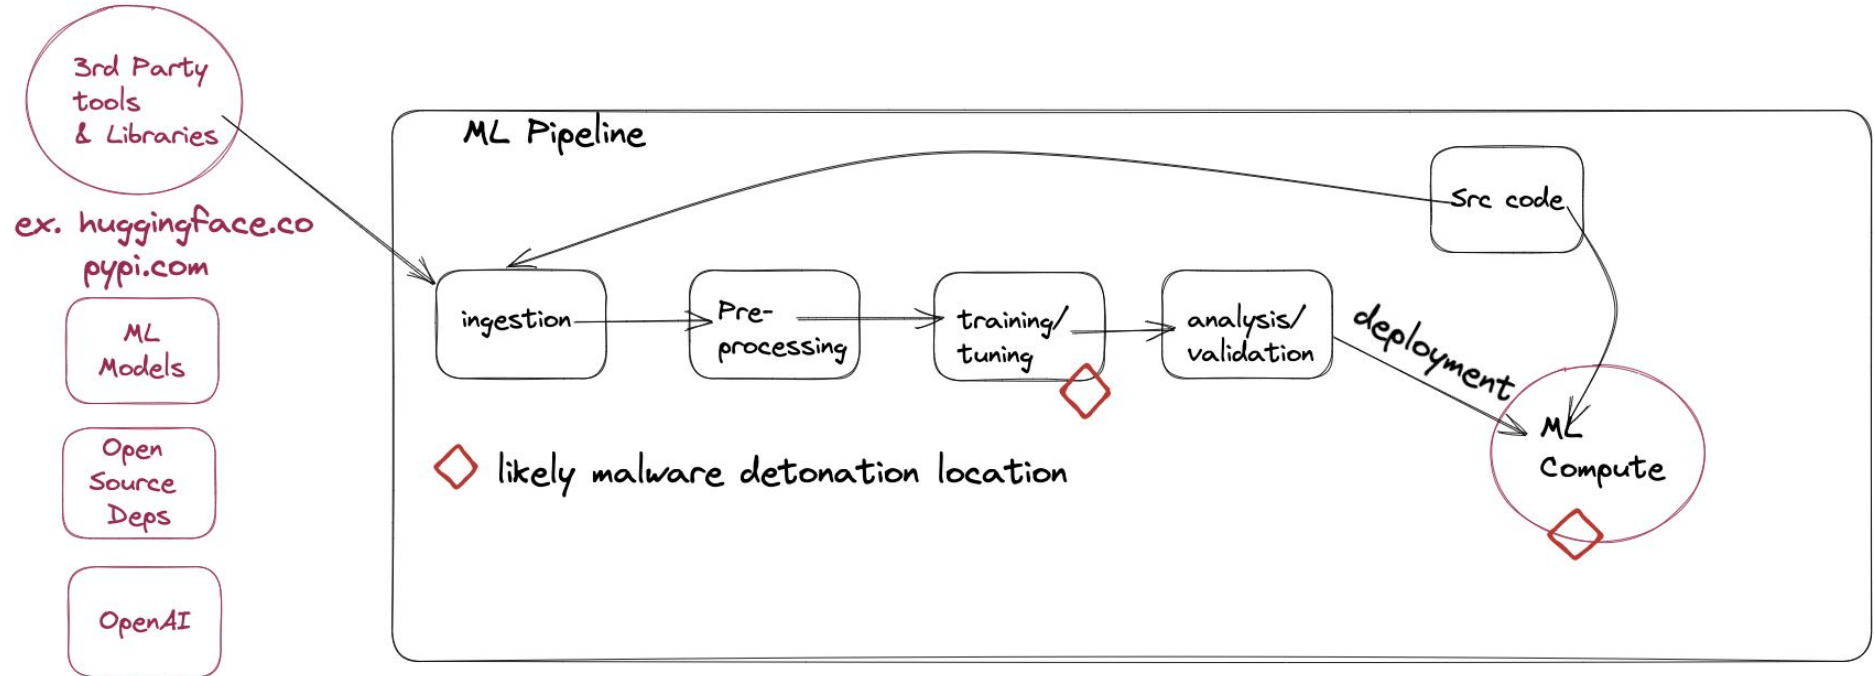 3rd Party
tools
& Libraries
ex. huggingface.co
pypi.com
ML
Models
Open
Source
Deps
OpenAI
ML Pipeline
Src code
ingestion
Pre-
processing
training/
tuning
analysis/
validation
deployment
ML
Compute
likely malware detonation location